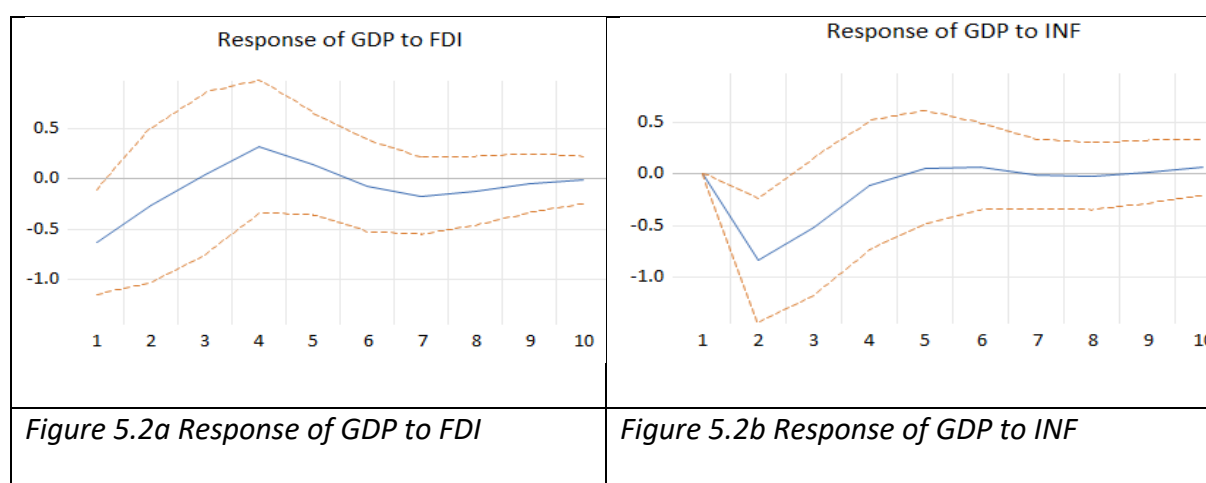 Response of GDP to FDI
0.5
0.0
-0.5
-1.0
1 2 3 4 5 6 7 8 9 10
Figure 5.2a Response of GDP to FDI
Response of GDP to INF
0.5
0.0
-0.5
-1.0
1 2 3 4 5 6 7 8 9 10
Figure 5.2b Response of GDP to INF